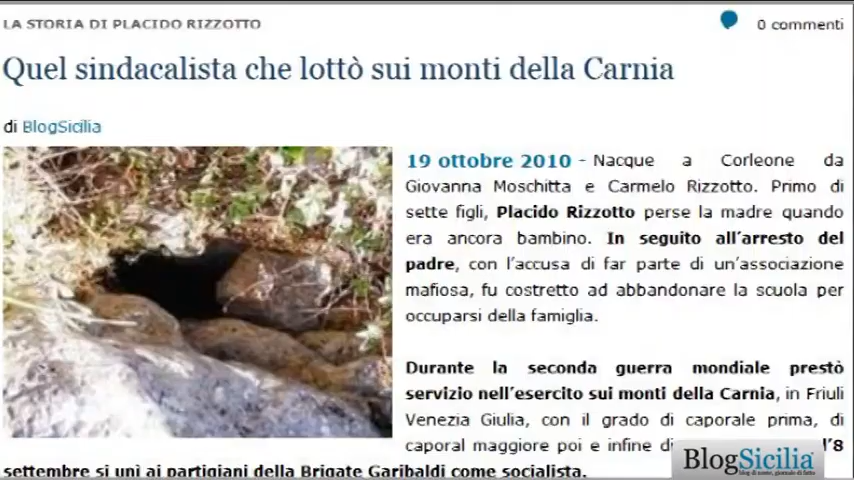 LA STORIA DI PLACIDO RIZZOTTO
0 commenti
Quel sindacalista che lottò sui monti della Carnia
di BlogSicilia
19 ottobre 2010 - Nacque a Corleone da
Giovanna Moschitta e Carmelo Rizzotto. Primo di
sette figli, Placido Rizzotto perse la madre quando
era ancora bambino. In seguito all'arresto del
padre, con l'accusa di far parte di un'associazione
mafiosa, fu costretto ad abbandonare la scuola per
occuparsi della famiglia.
Durante la seconda guerra mondiale prestò
servizio nell'esercito sui monti della Carnia, in Friuli
Venezia Giulia, con il grado di caporale prima, di
caporal maggiore poi e infine di l'8
settembre si unì ai partigiani della Brigate Garibaldi come socialista.
BlogSicilia